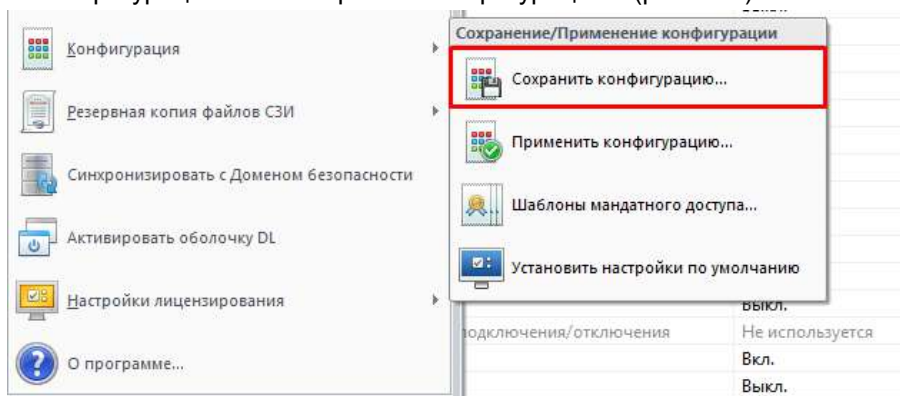 Конфигурация
Резервная копия файлов СЗИ
Синхронизировать с Доменом безопасности
Активировать оболочку DL
Настройки лицензирования
О программе...
Сохранение/Применение конфигурации
Сохранить конфигурацию...
Применить конфигурацию...
Шаблоны мандатного доступа...
Установить настройки по умолчанию
Выкл.
подключения/отключения Не используется
Вкл.
Выкл.